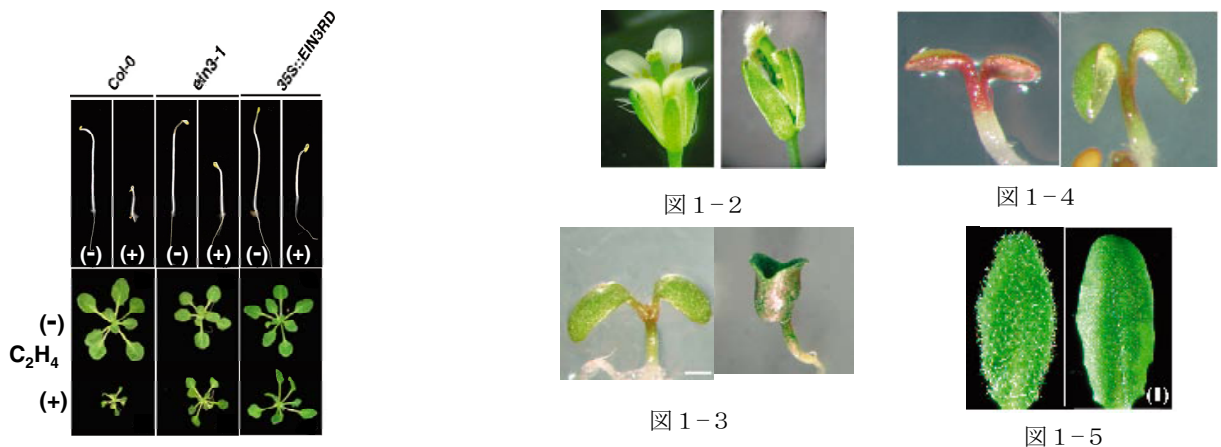 Col-0
ein3-1
35S::EIN3RD
(-)
(+)
(-)
(+)
(-)
(+)
(-)
C₂H₄
(+)
図1-2
図1-4
図1-3
(I)
図1-5